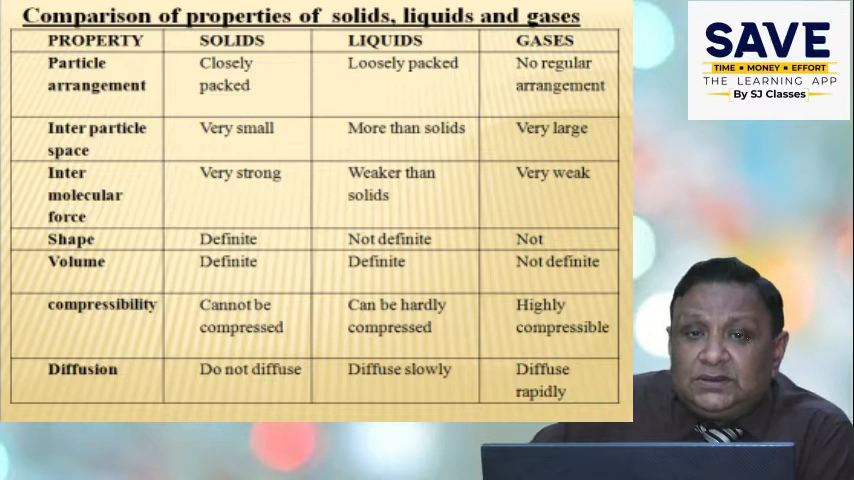 Comparison of properties of solids, liquids and gases
PROPERTY SOLIDS LIQUIDS GASES
Particle Closely Loosely packed No regular
arrangement packed arrangement
Inter particle Very small More than solids Very large
space
Inter Very strong Weaker than Very weak
molecular solids
force
Shape Definite Not definite Not
Volume Definite Definite Not definite
compressibility Cannot be Can be hardly Highly
compressed compressed compressible
Diffusion Do not diffuse Diffuse slowly Diffuse
rapidly
SAVE
TIME ▪ MONEY ▪ EFFORT
THE LEARNING APP
By SJ Classes